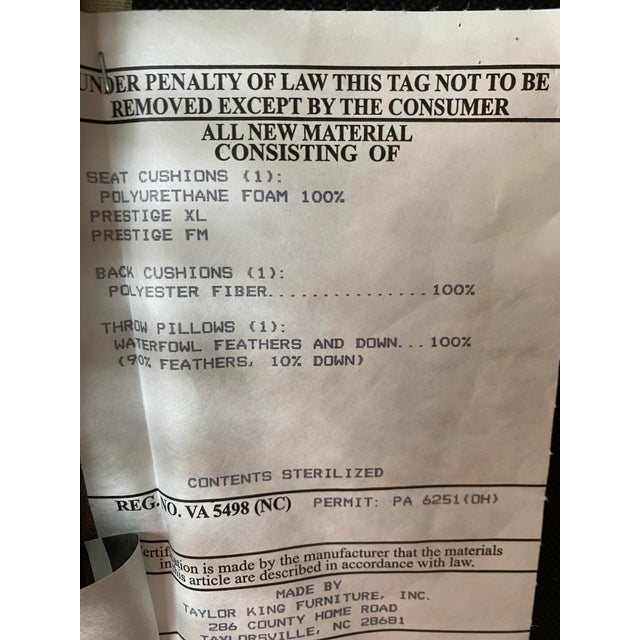 UNDER PENALTY OF LAW THIS TAG NOT TO BE
REMOVED EXCEPT BY THE CONSUMER
ALL NEW MATERIAL
CONSISTING OF
SEAT CUSHIONS (1):
POLYURETHANE FOAM 100%
PRESTIGE XL
PRESTIGE FM
BACK CUSHIONS (1):
POLYESTER FIBER...............100%
THROW PILLOWS (1):
WATERFOWL FEATHERS AND DOWN...100%
(90% FEATHERS, 10% DOWN)
CONTENTS STERILIZED
REG. NO. VA 5498 (NC) PERMIT: PA 6251(OH)
is made by the manufacturer that the materials
in this article are described in accordance with law.
MADE BY
TAYLOR KING FURNITURE, INC.
286 COUNTY HOME ROAD
TAYLORSVILLE, NC 28681